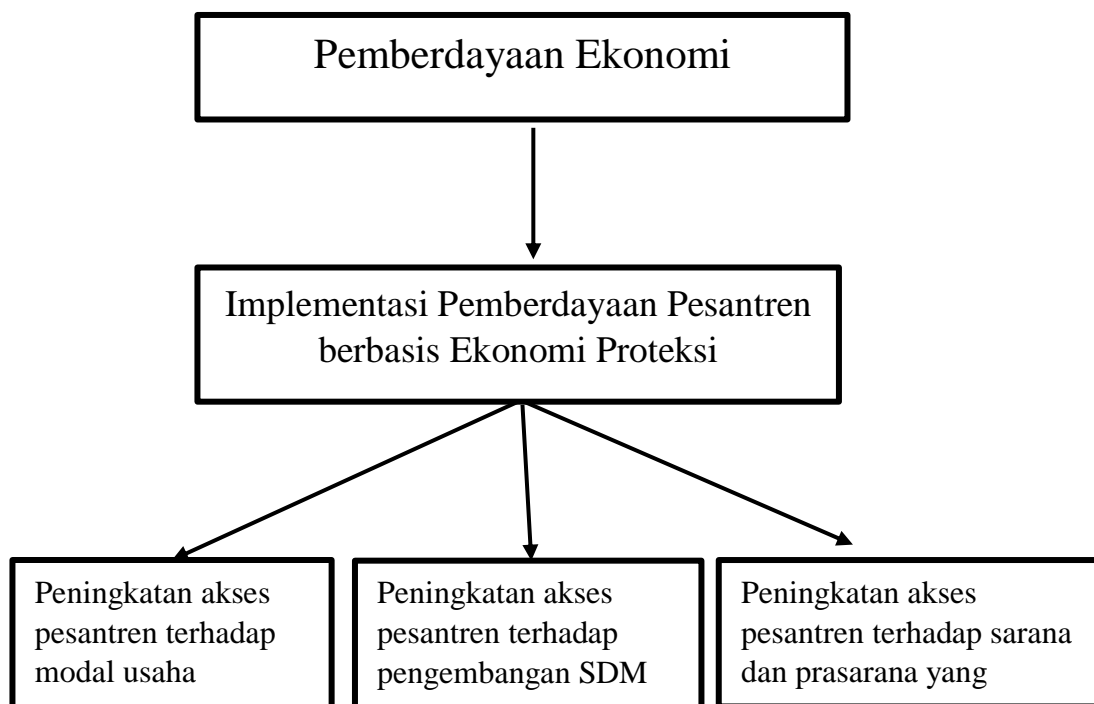 Pemberdayaan Ekonomi
Implementasi Pemberdayaan Pesantren
berbasis Ekonomi Proteksi
Peningkatan akses
pesantren terhadap
modal usaha
Peningkatan akses
pesantren terhadap
pengembangan SDM
Peningkatan akses
pesantren terhadap sarana
dan prasarana yang